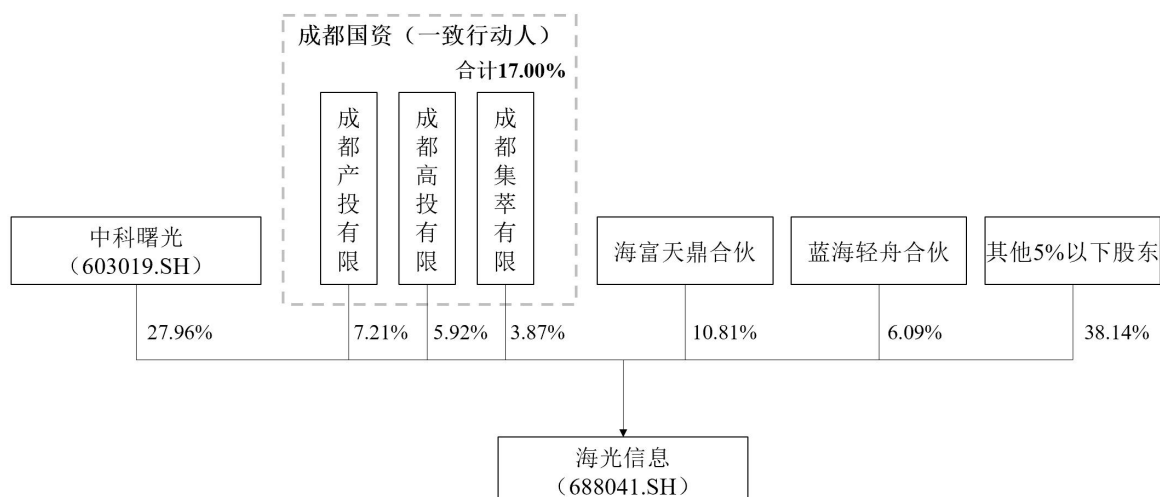 成都国资（一致行动人）
合计17.00%
成都产投有限
成都高投有限
成都集萃有限
中科曙光
（603019.SH）
海富天鼎合伙
蓝海轻舟合伙
其他5%以下股东
27.96%
7.21%
5.92%
3.87%
10.81%
6.09%
38.14%
海光信息
（688041.SH）